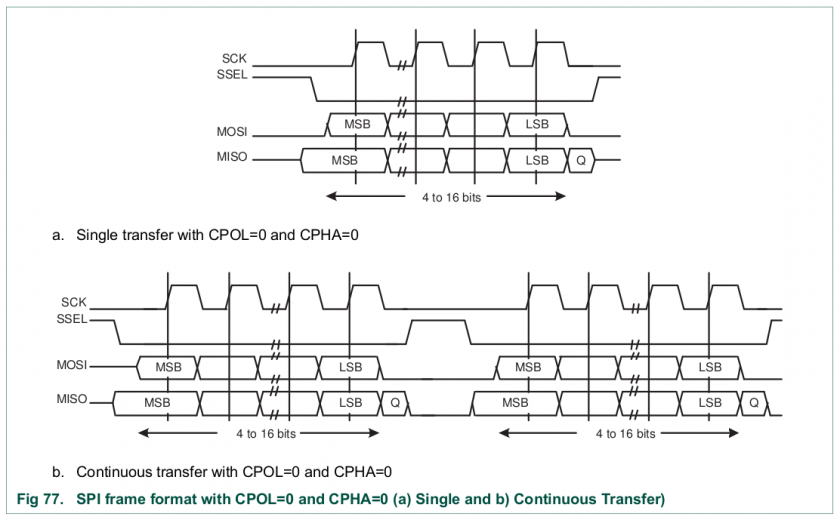 SCK
SSEL
MOSI MSB LSB
MISO MSB LSB Q
4 to 16 bits
a. Single transfer with CPOL=0 and CPHA=0
SCK
SSEL
MOSI MSB LSB MSB LSB
MISO MSB LSB Q MSB LSB Q
4 to 16 bits 4 to 16 bits
b. Continuous transfer with CPOL=0 and CPHA=0
Fig 77. SPI frame format with CPOL=0 and CPHA=0 (a) Single and b) Continuous Transfer)